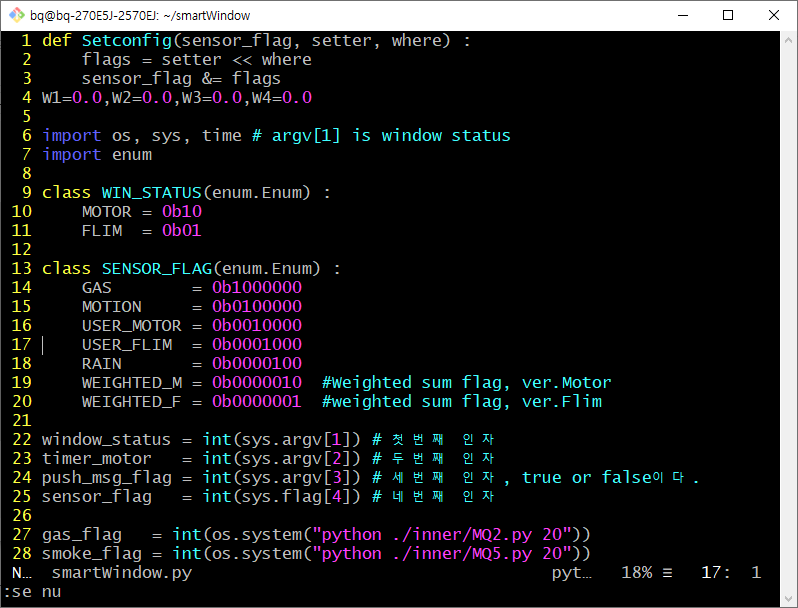 bq@bq-270E5J-2570EJ: ~/smartWindow
1 def Setconfig(sensor_flag, setter, where) :
2     flags = setter << where
3     sensor_flag &= flags
4 W1=0.0,W2=0.0,W3=0.0,W4=0.0
5
6 import os, sys, time # argv[1] is window status
7 import enum
8
9 class WIN_STATUS(enum.Enum) :
10     MOTOR = 0b10
11     FLIM  = 0b01
12
13 class SENSOR_FLAG(enum.Enum) :
14     GAS        = 0b1000000
15     MOTION     = 0b0100000
16     USER_MOTOR = 0b0010000
17     USER_FLIM  = 0b0001000
18     RAIN       = 0b0000100
19     WEIGHTED_M = 0b0000010  #Weighted sum flag, ver.Motor
20     WEIGHTED_F = 0b0000001  #weighted sum flag, ver.Flim
21
22 window_status = int(sys.argv[1]) # 첫 번째 인자
23 timer_motor   = int(sys.argv[2]) # 두 번째 인자
24 push_msg_flag = int(sys.argv[3]) # 세 번째 인자, true or false이다.
25 sensor_flag   = int(sys.flag[4]) # 네 번째 인자
26
27 gas_flag   = int(os.system("python ./inner/MQ2.py 20"))
28 smoke_flag = int(os.system("python ./inner/MQ5.py 20"))
N… smartWindow.py pyt… 18% ☰ 17: 1
:se nu